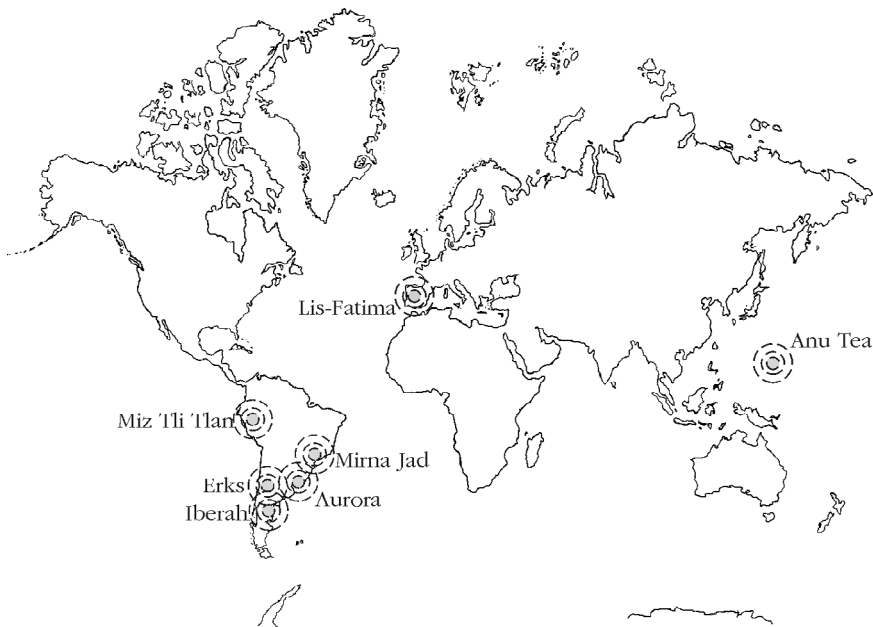 Lis-Fatima
Anu Tea
Miz Tli Tlan
Mirna Jad
Erks
Aurora
Iberah